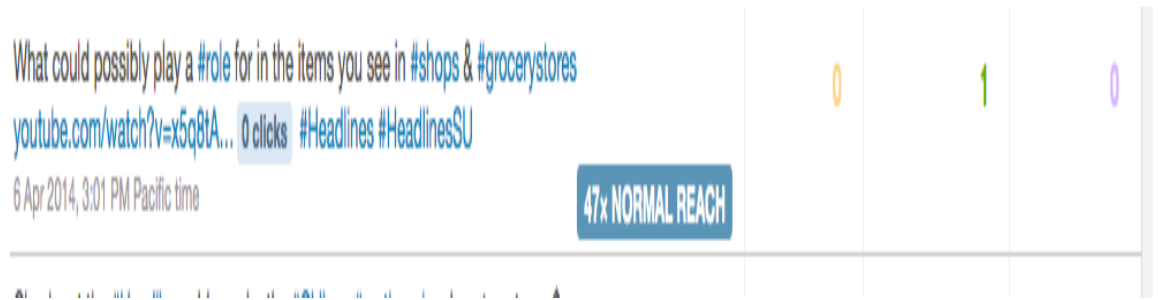 What could possibly play a #role for in the items you see in #shops & #grocerystores
0 1 0
youtube.com/watch?v=x5q8tA... 0 clicks #Headlines #HeadlinesSU
6 Apr 2014, 3:01 PM Pacific time
47x NORMAL REACH